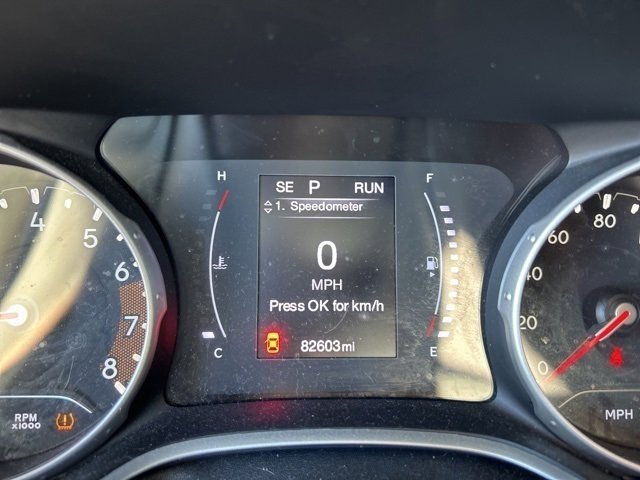 H
F
SE P RUN
1. Speedometer
0
MPH
Press OK for km/h
82603 mi
C
E
4
5
6
7
8
RPM
x1000
80
60
40
20
0
MPH